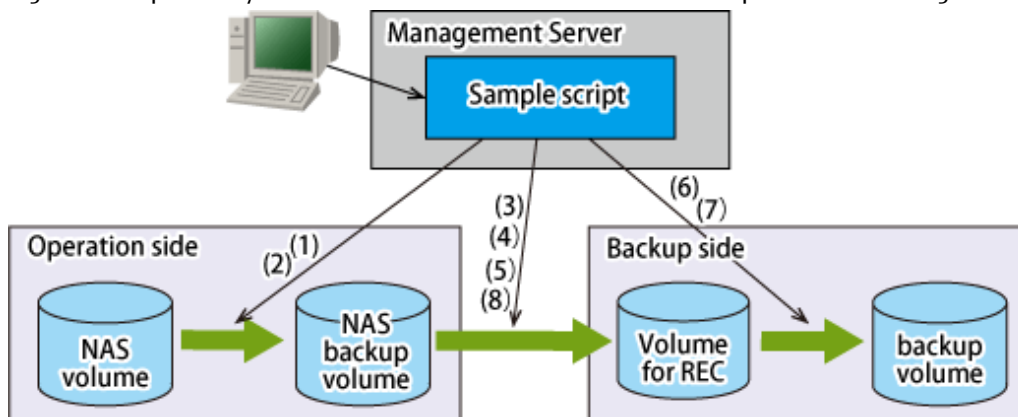 Management Server
Sample script
(6)
(7)
(3)
(4)
(5)
(8)
(1)
(2)
Operation side
Backup side
NAS
volume
NAS
backup
volume
Volume
for REC
backup
volume